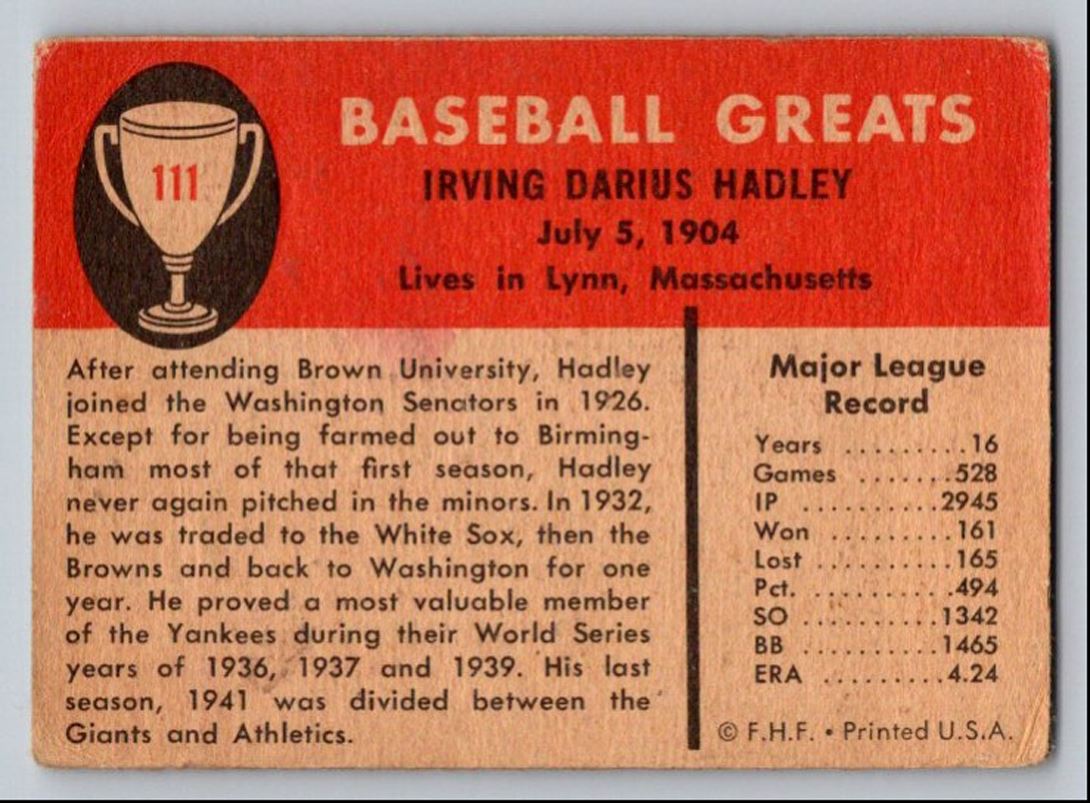 111
BASEBALL GREATS
IRVING DARIUS HADLEY
July 5, 1904
Lives in Lynn, Massachusetts
After attending Brown University, Hadley
joined the Washington Senators in 1926.
Except for being farmed out to Birming-
ham most of that first season, Hadley
never again pitched in the minors. In 1932,
he was traded to the White Sox, then the
Browns and back to Washington for one
year. He proved a most valuable member
of the Yankees during their World Series
years of 1936, 1937 and 1939. His last
season, 1941 was divided between the
Giants and Athletics.
Major League
Record
Years .........16
Games .......528
IP ..........2945
Won .........161
Lost .........165
Pct. ..........494
SO ..........1342
BB ..........1465
ERA .........4.24
© F.H.F. • Printed U.S.A.